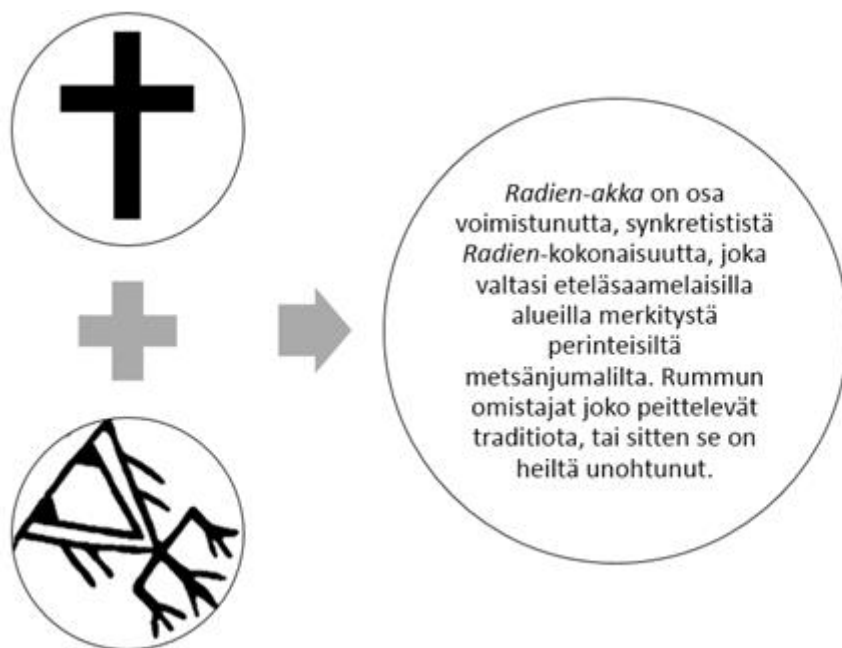 Radien-akka on osa
voimistunutta, synkretististä
Radien-kokonaisuutta, joka
valtasi eteläsaamelaisilla
alueilla merkitystä
perinteisiltä
metsänjumalilta. Rummun
omistajat joko peittelevät
traditiota, tai sitten se on
heiltä unohtunut.